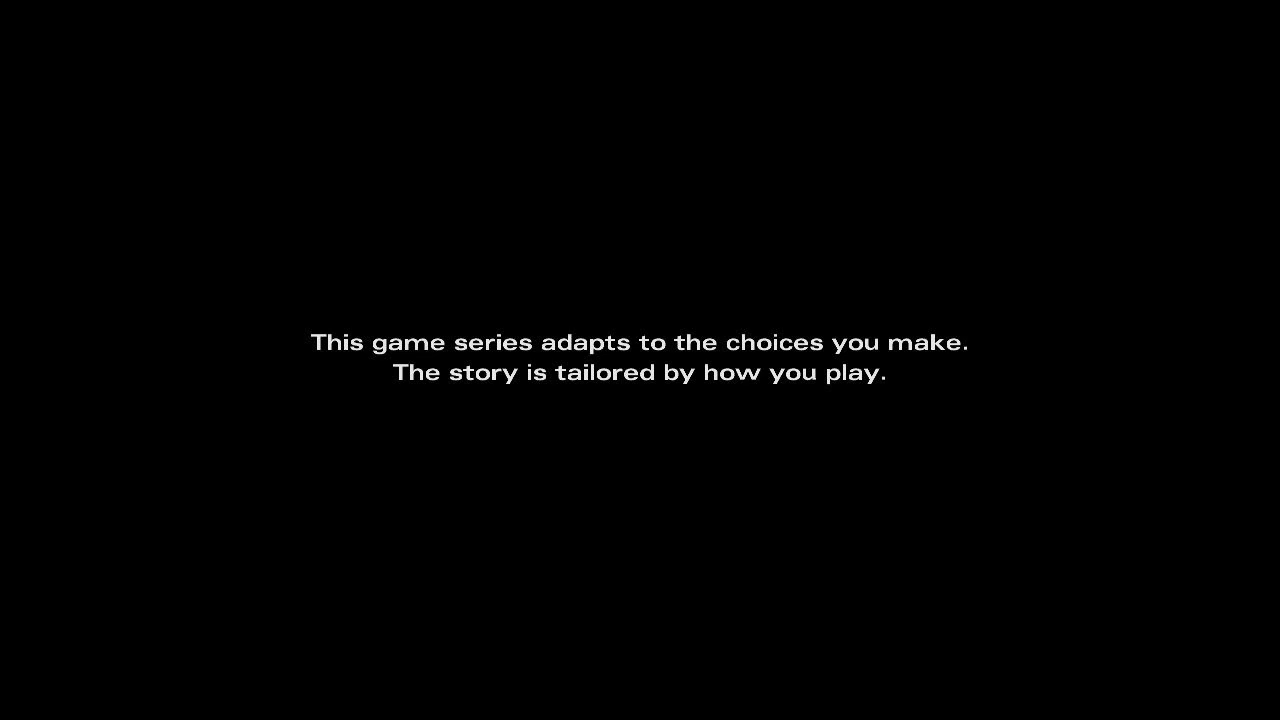 This game series adapts to the choices you make.
The story is tailored by how you play.